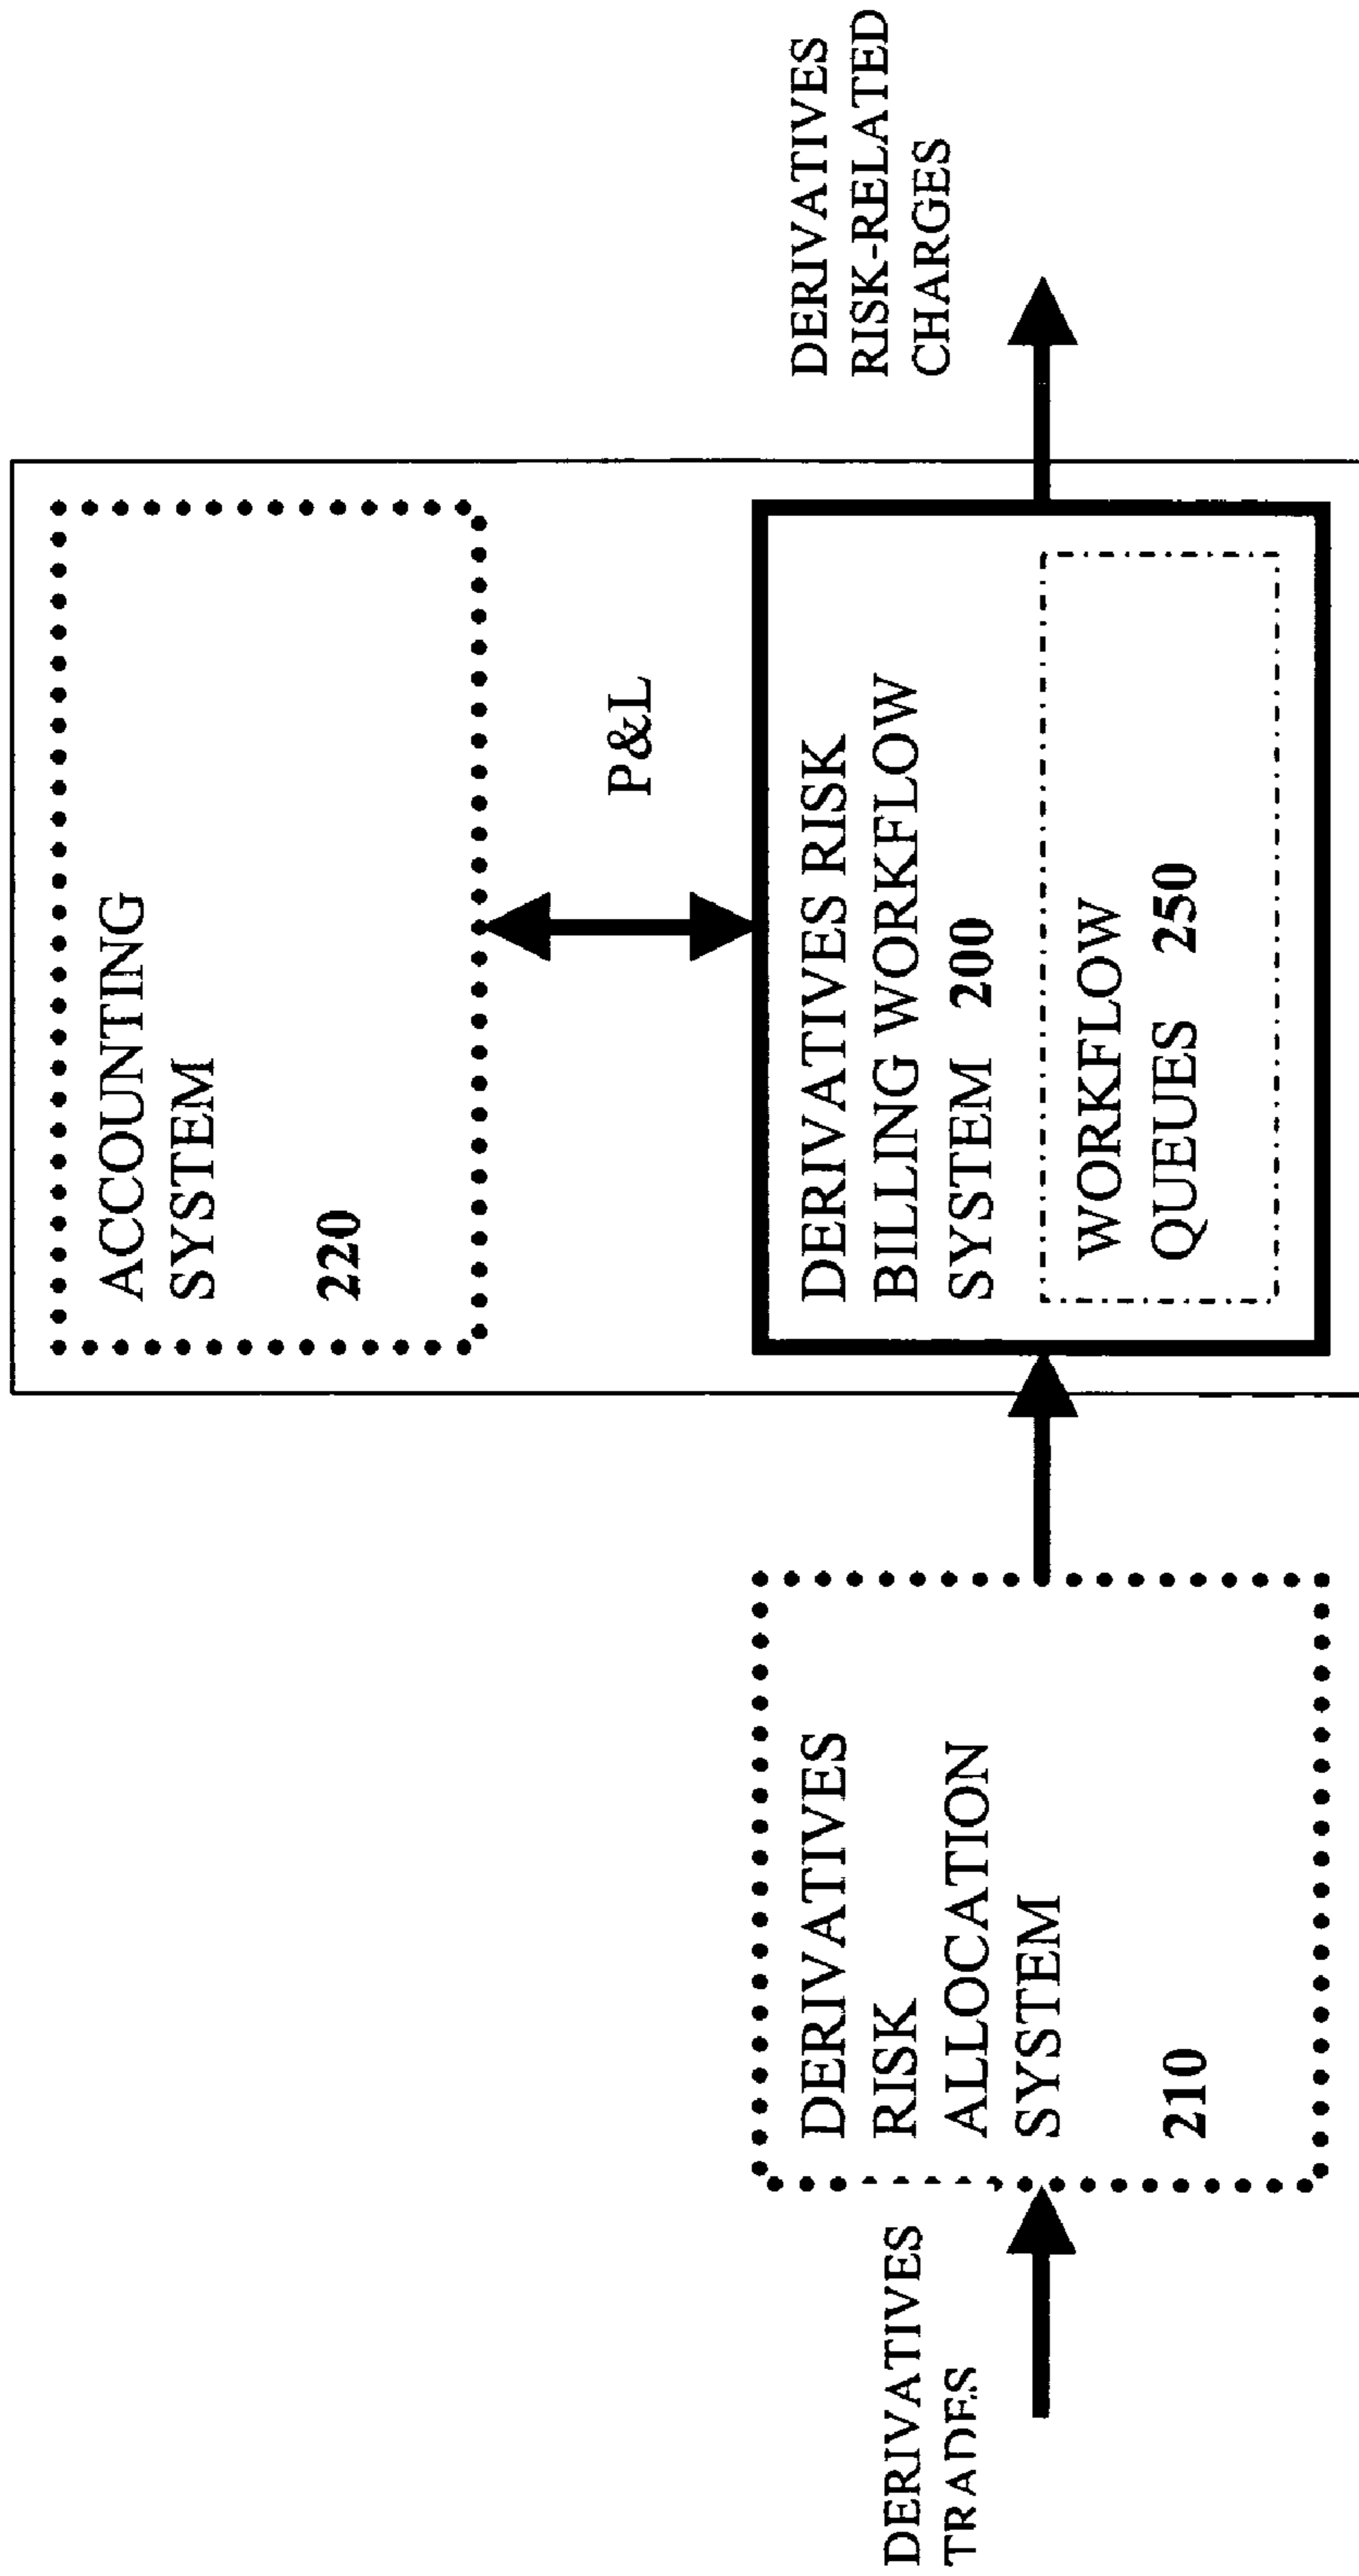 DERIVATIVES
TRADES
DERIVATIVES
RISK
ALLOCATION
SYSTEM
210
ACCOUNTING
SYSTEM
220
P&L
DERIVATIVES RISK
BILLING WORKFLOW
SYSTEM 200
WORKFLOW
QUEUES 250
DERIVATIVES
RISK-RELATED
CHARGES